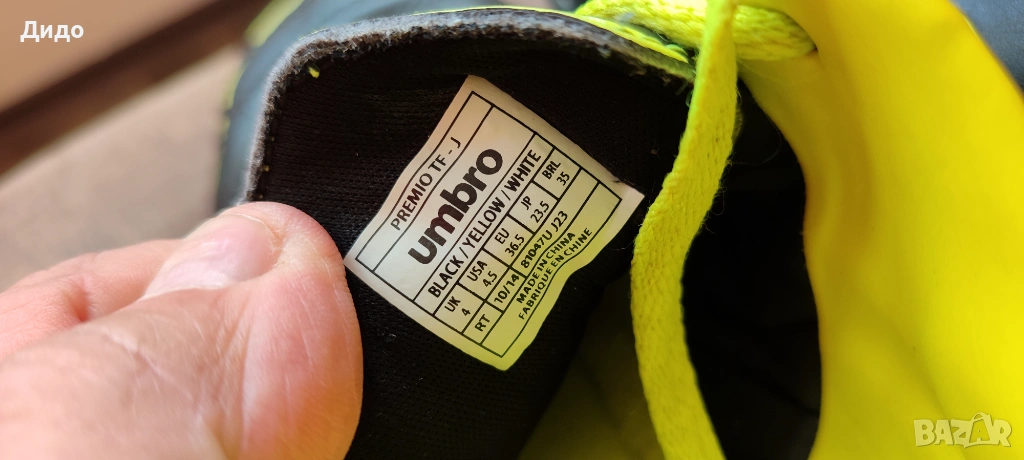 Дидо
PREMIO TF - J
umbro
BLACK / YELLOW / WHITE
UK USA EU JP BRL
4 4.5 36.5 23.5 35
RT 10/14 81047U J23
MADE IN CHINA
FABRIQUE EN CHINE
BAZAR